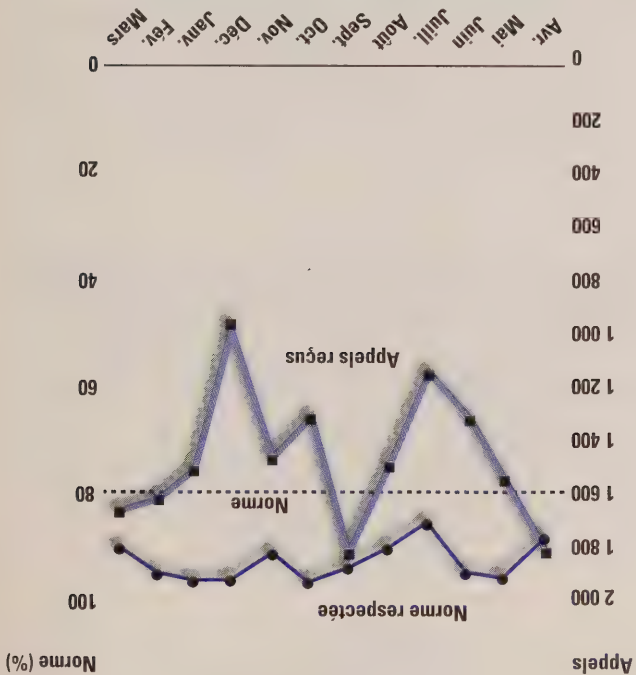 Appels
Norme (%)
2 000
1 800
1 600
1 400
1 200
1 000
800
600
400
200
0
100
80
60
40
20
0
Norme respectée
Norme
Appels reçus
Avr.
Mai
Juin
Juill.
Août
Sept.
Oct.
Nov.
Déc.
Janv.
Fév.
Mars